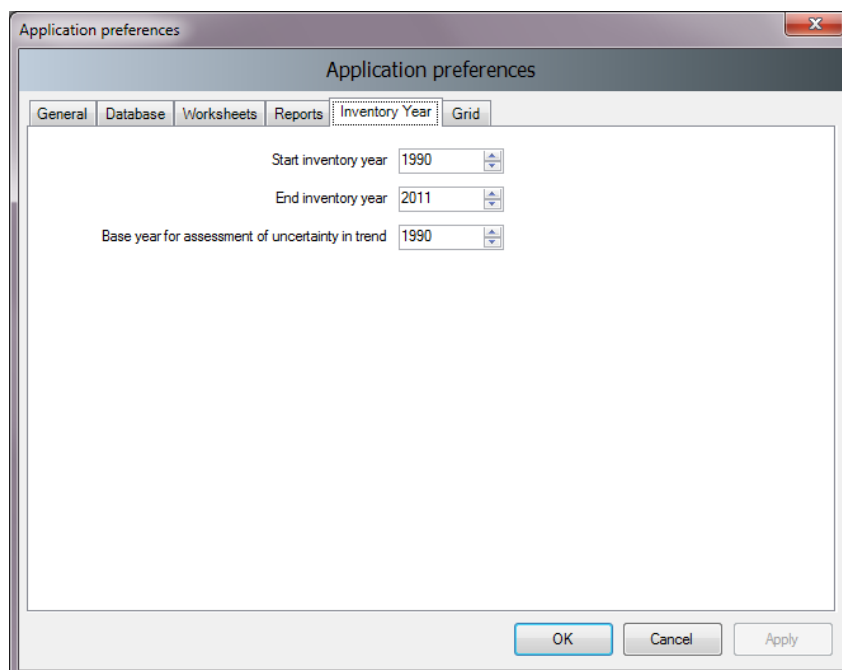 Application preferences
Application preferences
General Database Worksheets Reports Inventory Year Grid
Start inventory year 1990
End inventory year 2011
Base year for assessment of uncertainty in trend 1990
OK Cancel Apply